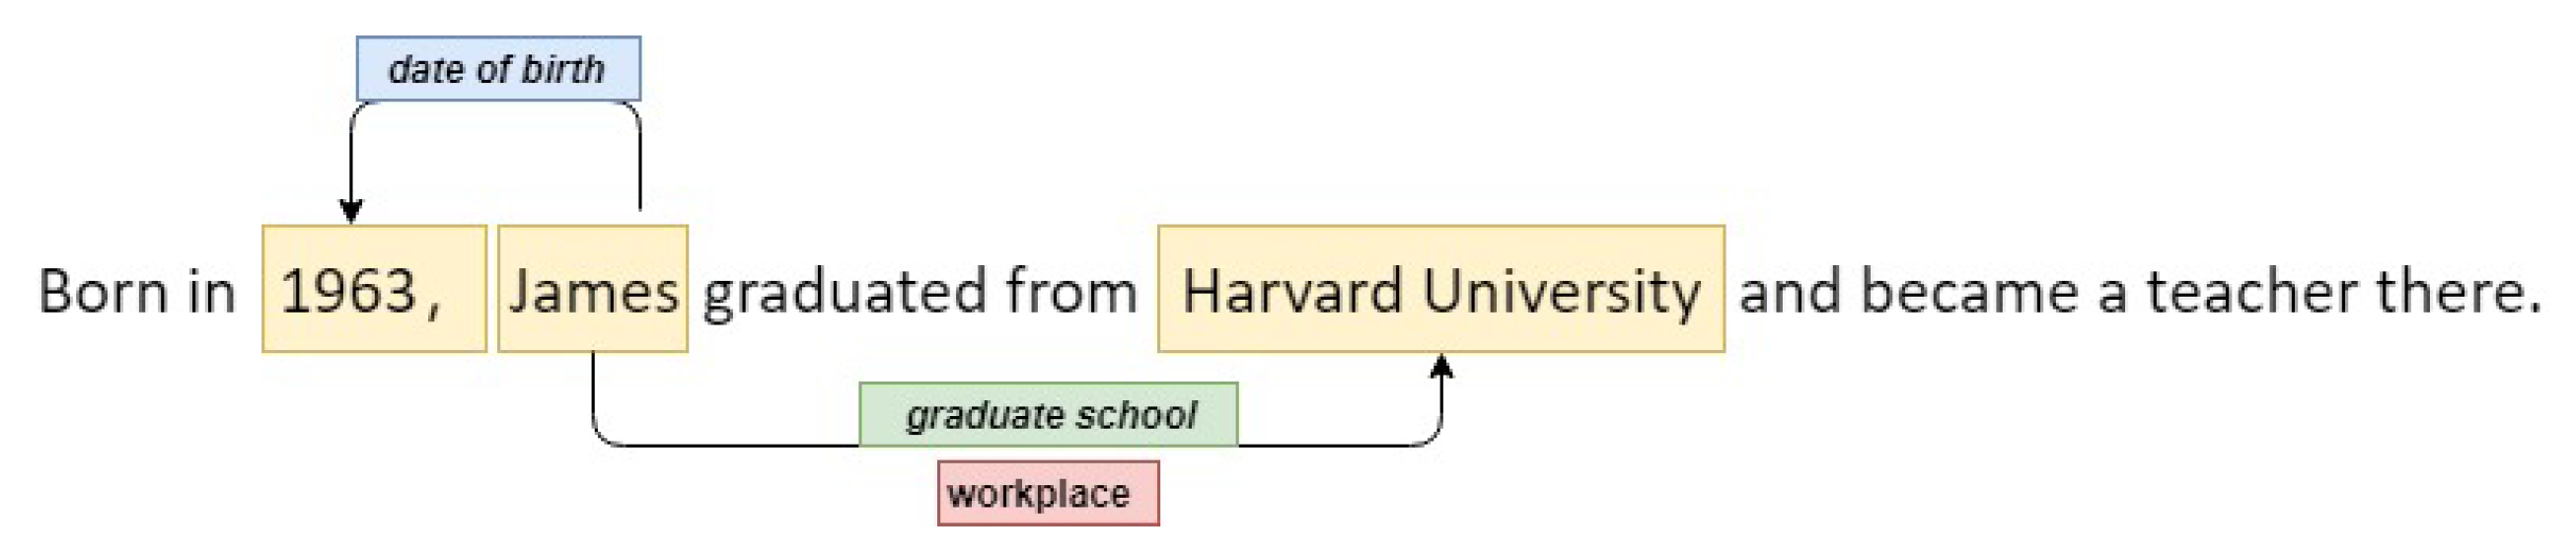 date of birth
Born in 1963, James graduated from Harvard University and became a teacher there.
graduate school
workplace